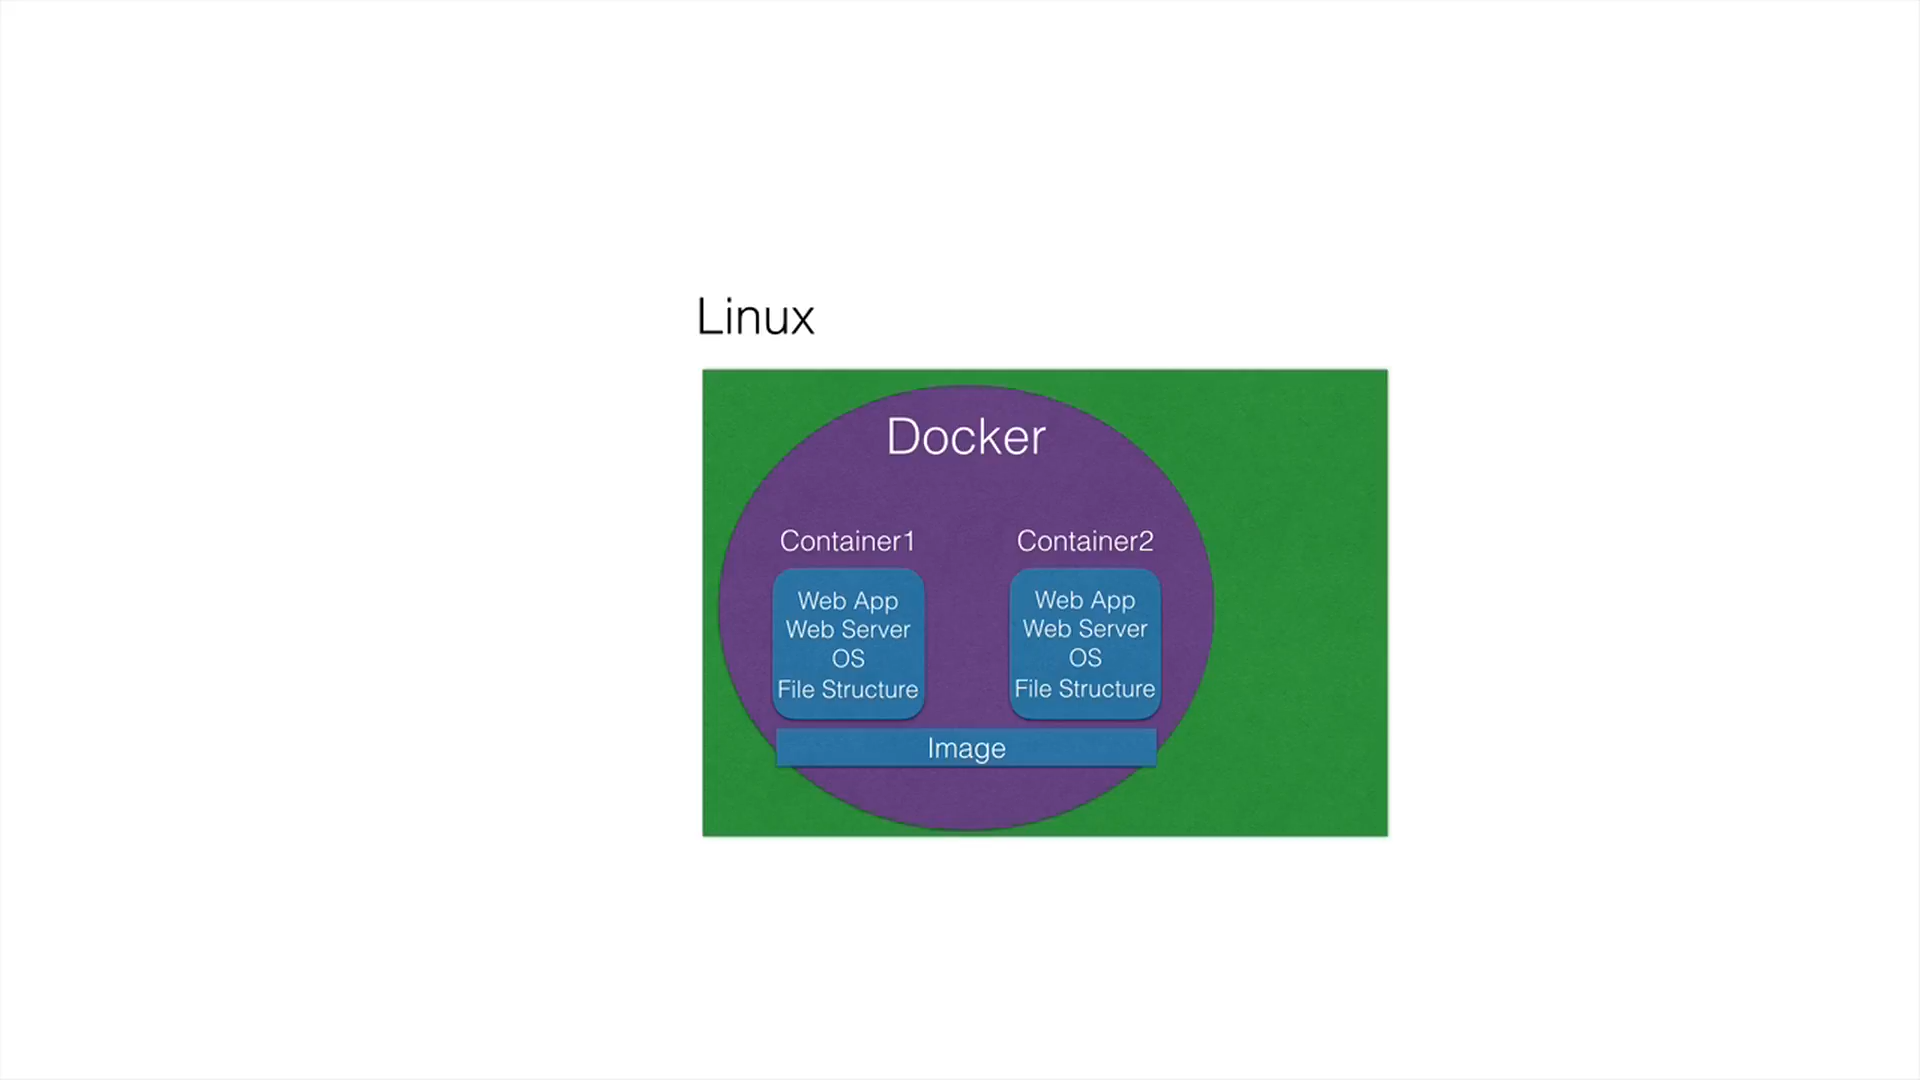 Linux
Docker
Container1
Web App
Web Server
OS
File Structure
Container2
Web App
Web Server
OS
File Structure
Image